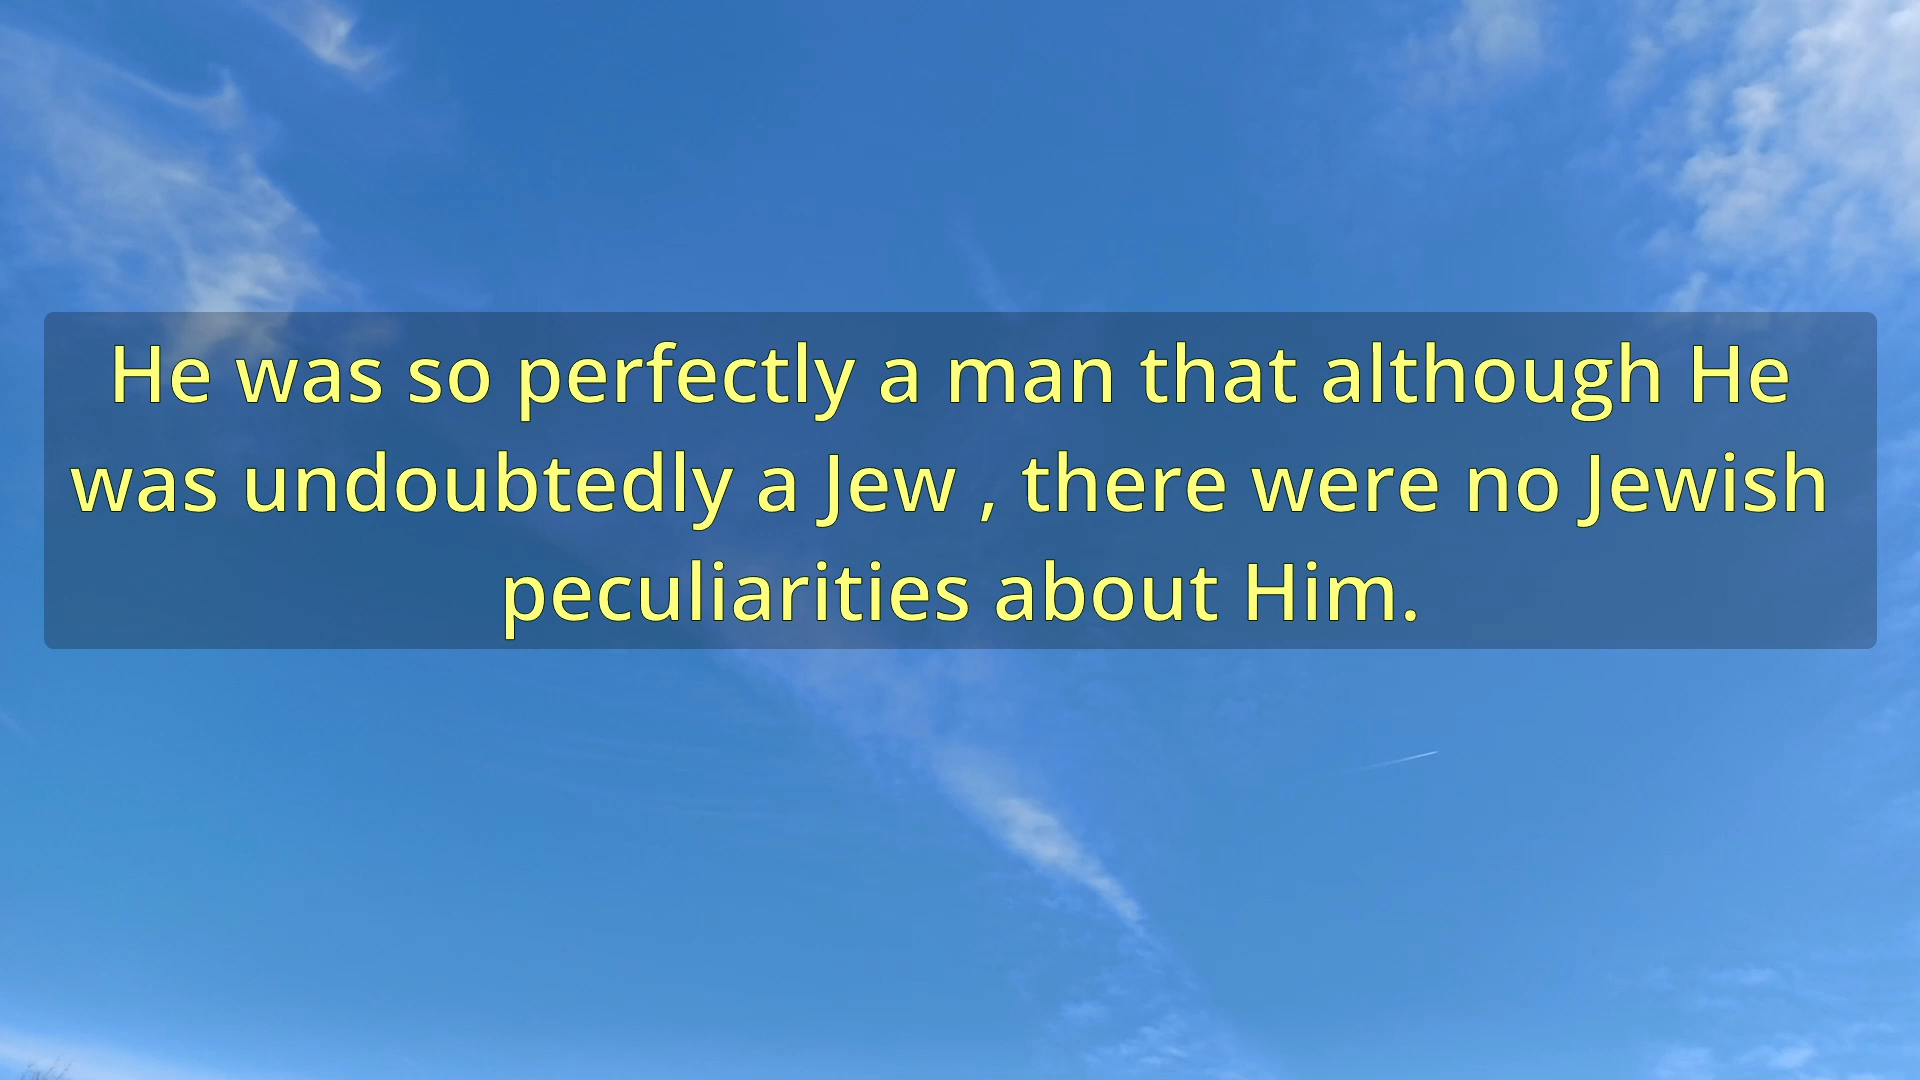 He was so perfectly a man that although He
was undoubtedly a Jew , there were no Jewish
peculiarities about Him.